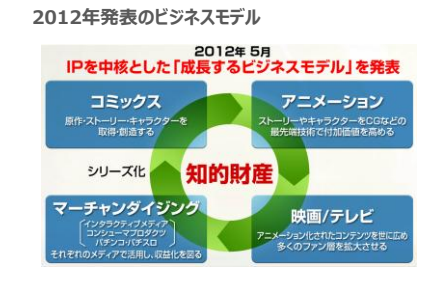 2012年発表のビジネスモデル
2012年 5月
IPを中核とした「成長するビジネスモデル」を発表
コミックス
原作・ストーリー・キャラクターを
取得・創造する
アニメーション
ストーリーやキャラクターをCGなどの
最先端技術で付加価値を高める
シリーズ化
知的財産
マーチャンダイジング
インタラクティブメディア
コンシューマプロダクツ
パチンコ・パチスロ
それぞれのメディアで活用し、収益化を図る
映画/テレビ
アニメーション化されたコンテンツを世に広め
多くのファン層を拡大させる